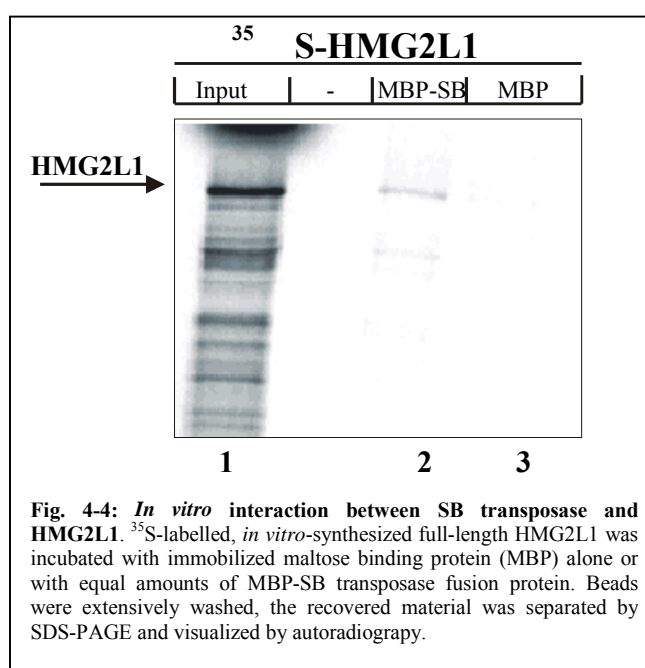 35
S-HMG2L1
Input - MBP-SB MBP
HMG2L1
1 2 3
Fig. 4-4: In vitro interaction between SB transposase and
HMG2L1. 35S-labelled, in vitro-synthesized full-length HMG2L1 was
incubated with immobilized maltose binding protein (MBP) alone or
with equal amounts of MBP-SB transposase fusion protein. Beads
were extensively washed, the recovered material was separated by
SDS-PAGE and visualized by autoradiograpy.